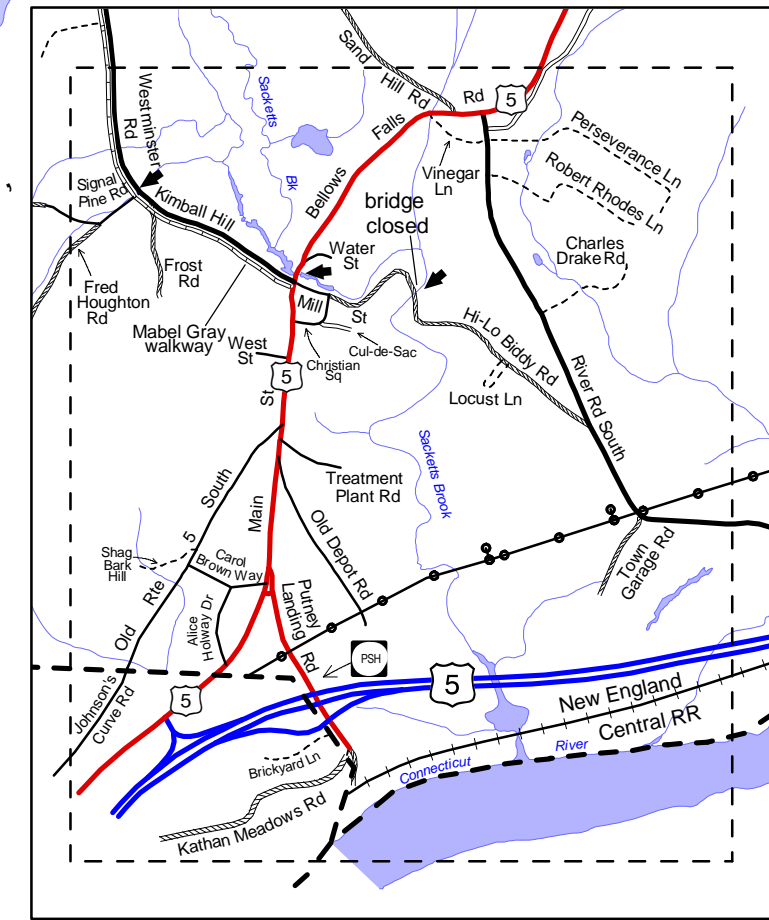 Sand
Hill Rd
Rd
5
Westminster
Rd
Sacketts
Bk
Falls
Bellows
Perseverance Ln
Vinegar
Ln
Robert Rhodes Ln
Signal
Pine Rd
Kimball Hill
bridge
closed
Charles
Drake Rd
Water
St
Frost
Rd
Fred
Houghton
Rd
Mabel Gray
walkway
Mill
St
Hi-Lo Biddy Rd
West
St
Christian
Sq
Cul-de-Sac
5
St
Locust Ln
River Rd South
Sacketts Brook
Treatment
Plant Rd
South
Main
Old Depot Rd
5
Shag
Bark
Hill
Carol
Brown Way
Town
Garage Rd
Rte
Old
Alice
Holway Dr
Putney
Landing
Rd
PSH
5
5
New England
Central RR
Johnson's
Curve Rd
Brickyard Ln
Connecticut
River
Kathan Meadows Rd